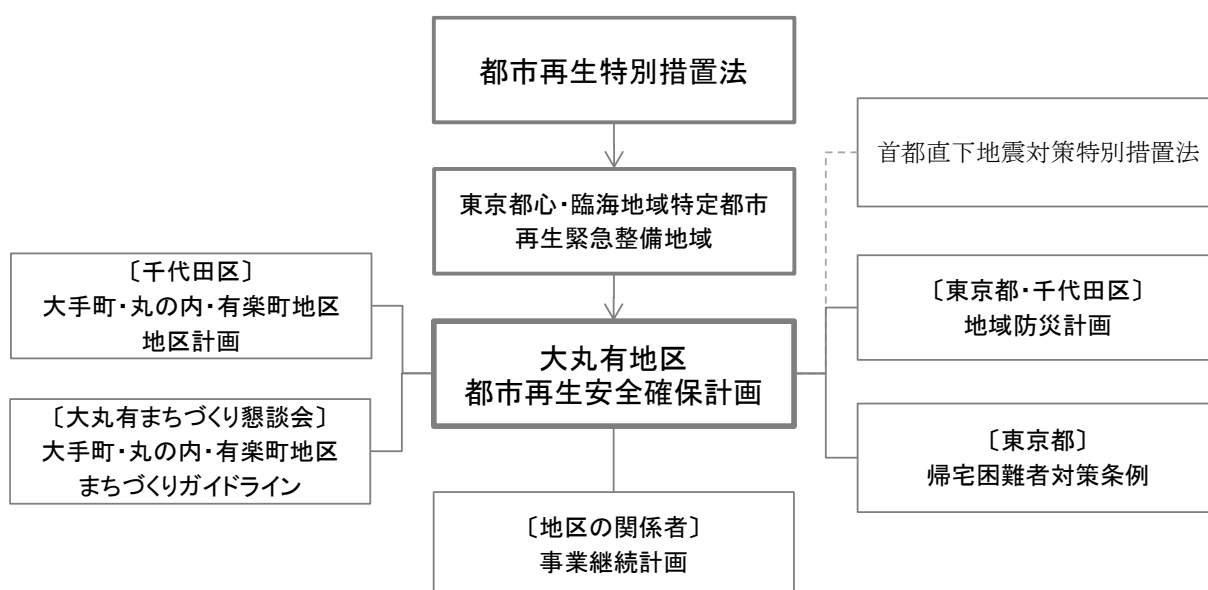 都市再生特別措置法
首都直下地震対策特別措置法
東京都心・臨海地域特定都市
再生緊急整備地域
〔千代田区〕
大手町・丸の内・有楽町地区
地区計画
〔東京都・千代田区〕
地域防災計画
大丸有地区
都市再生安全確保計画
〔大丸有まちづくり懇談会〕
大手町・丸の内・有楽町地区
まちづくりガイドライン
〔東京都〕
帰宅困難者対策条例
〔地区の関係者〕
事業継続計画